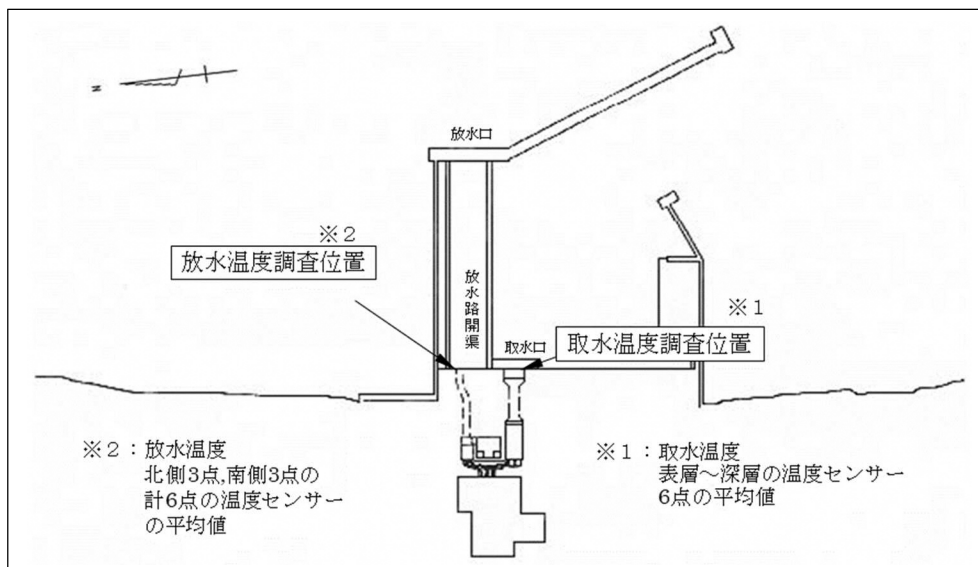 N
放水口
※2
放水温度調査位置
放水路開渠
※1
取水口
取水温度調査位置
※2：放水温度
北側3点,南側3点の
計6点の温度センサー
の平均値
※1：取水温度
表層～深層の温度センサー
6点の平均値